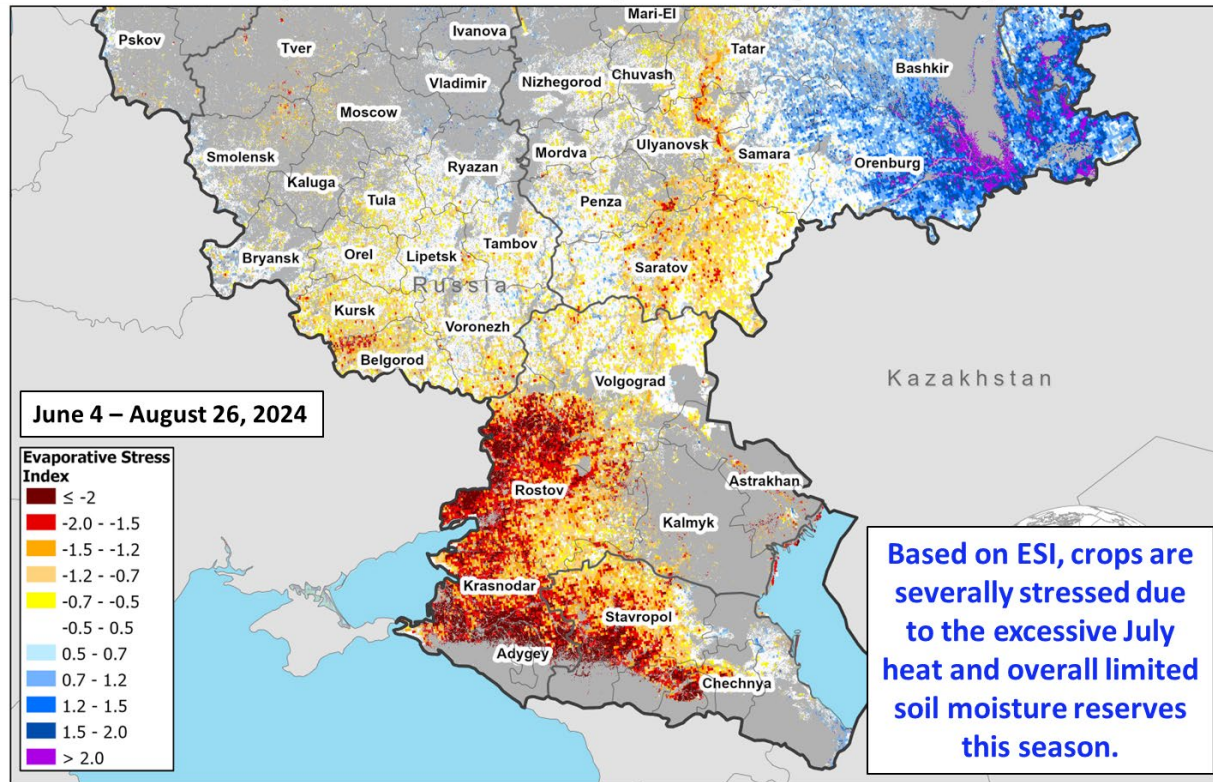 Mari-El
Pskov
Tver
Ivanova
Tatar
Bashkir
Vladimir
Nizhegorod
Chuvash
Moscow
Smolensk
Ryazan
Mordva
Ulyanovsk
Samara
Orenburg
Kaluga
Tula
Penza
Bryansk
Orel
Lipetsk
Tambov
Saratov
Russia
Kursk
Voronezh
Belgorod
Volgograd
Kazakhstan
June 4 – August 26, 2024
Evaporative Stress
Index
≤ -2
-2.0 - -1.5
-1.5 - -1.2
-1.2 - -0.7
-0.7 - -0.5
-0.5 - 0.5
0.5 - 0.7
0.7 - 1.2
1.2 - 1.5
1.5 - 2.0
> 2.0
Rostov
Astrakhan
Kalmyk
Krasnodar
Stavropol
Adygey
Chechnya
Based on ESI, crops are
severally stressed due
to the excessive July
heat and overall limited
soil moisture reserves
this season.